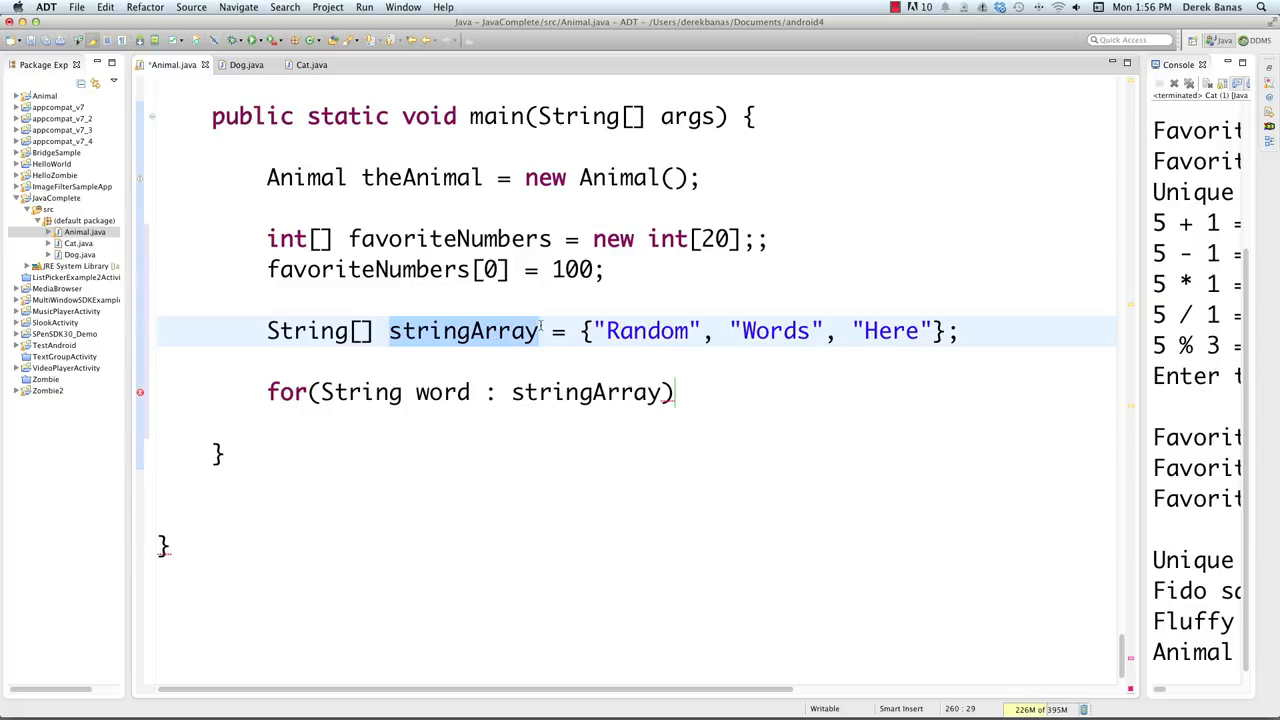 ADT File Edit Refactor Source Navigate Search Project Run Window Help 10 Mon 1:56 PM Derek Banas
Java – JavaComplete/src/Animal.java – ADT – /Users/derekbanas/Documents/android4
Quick Access Java DDMS
Package Exp *Animal.java Dog.java Cat.java Console
<terminated> Cat (1) [Java
Animal
appcompat_v7
appcompat_v7_2
appcompat_v7_3
appcompat_v7_4
BridgeSample
HelloWorld
HelloZombie
ImageFilterSampleApp
JavaComplete
src
(default package)
Animal.java
Cat.java
Dog.java
JRE System Library [Ja
ListPickerExample2Activi
MediaBrowser
MultiWindowSDKExample
MusicPlayerActivity
SlookActivity
SPenSDK30_Demo
TestAndroid
TextGroupActivity
VideoPlayerActivity
Zombie
Zombie2
public static void main(String[] args) {
Animal theAnimal = new Animal();
int[] favoriteNumbers = new int[20];;
favoriteNumbers[0] = 100;
String[] stringArray = {"Random", "Words", "Here"};
for(String word : stringArray)
}
}
Favorit
Favorit
Unique
5 + 1 =
5 - 1 =
5 * 1 =
5 / 1 =
5 % 3 =
Enter t
Favorit
Favorit
Favorit
Unique
Fido sa
Fluffy
Animal
Writable Smart Insert 260 : 29 226M of 395M